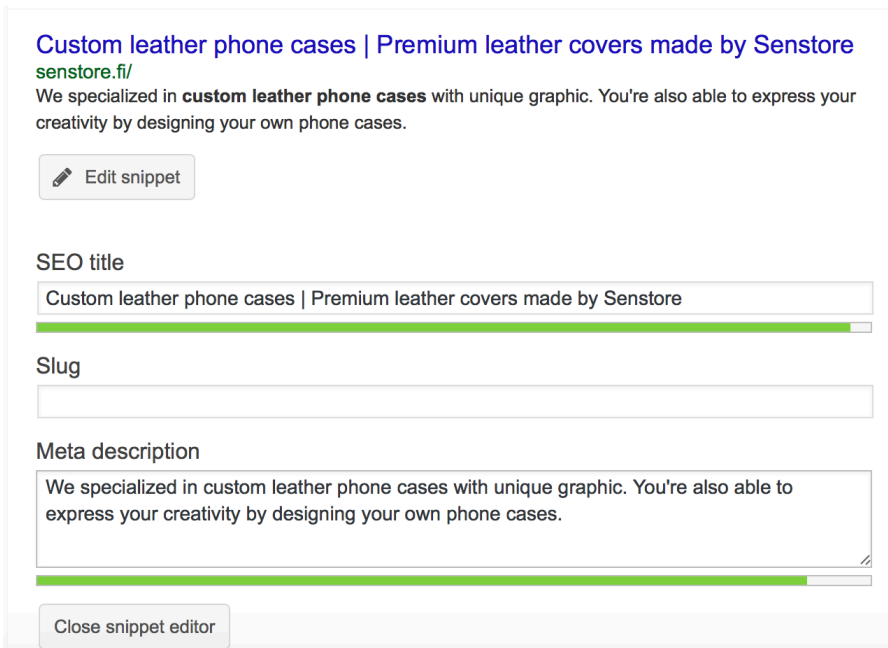 Custom leather phone cases | Premium leather covers made by Senstore
senstore.fi/
We specialized in custom leather phone cases with unique graphic. You're also able to express your
creativity by designing your own phone cases.
Edit snippet
SEO title
Custom leather phone cases | Premium leather covers made by Senstore
Slug
Meta description
We specialized in custom leather phone cases with unique graphic. You're also able to
express your creativity by designing your own phone cases.
Close snippet editor